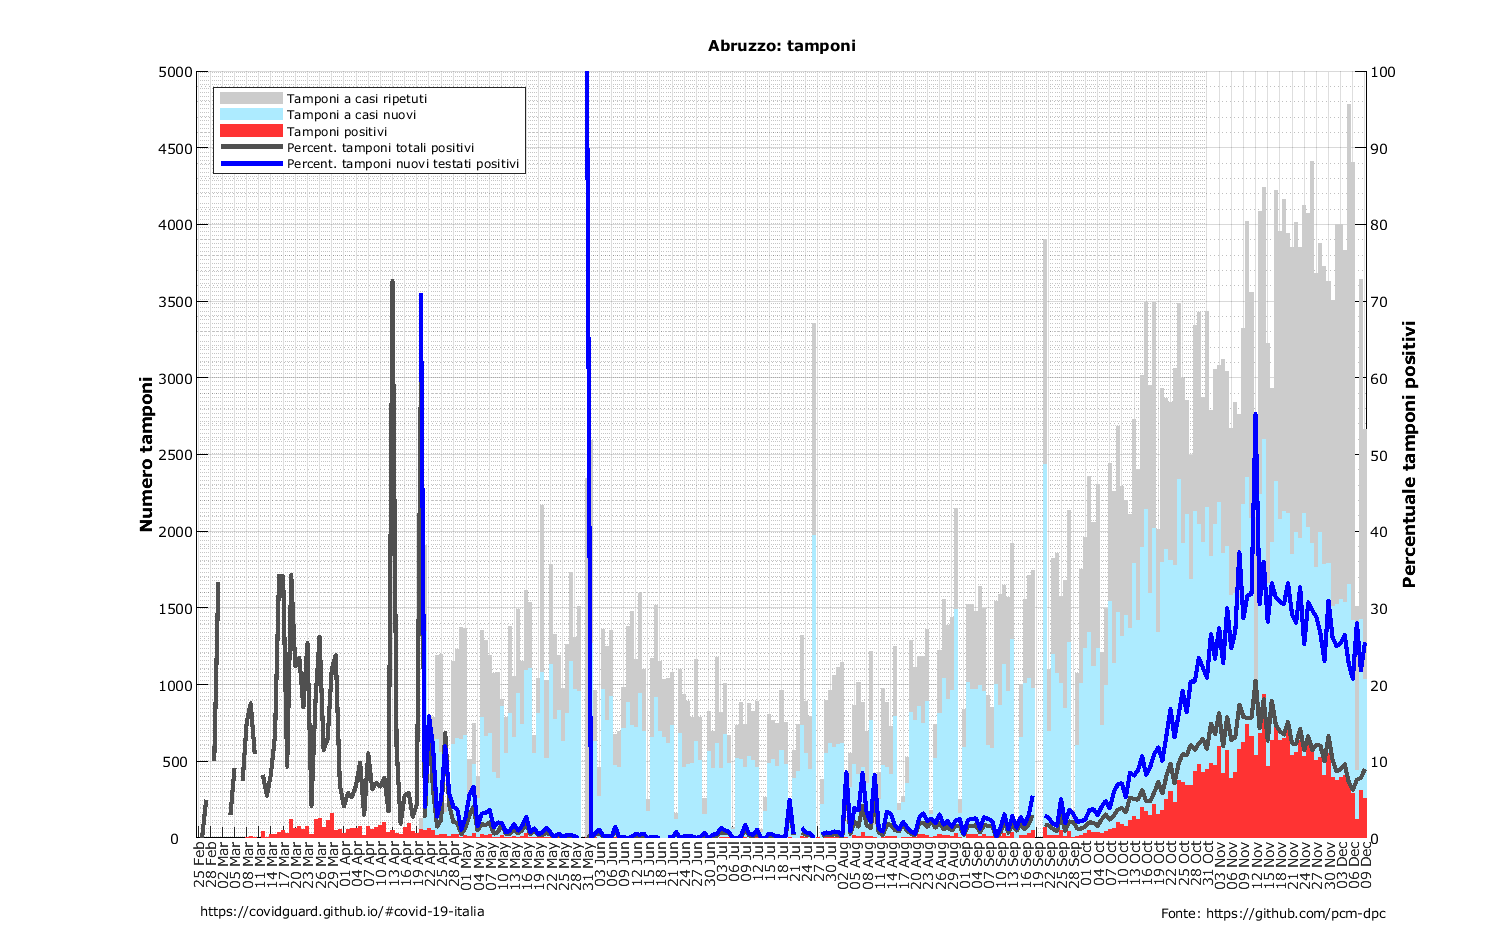 Abruzzo: tamponi
5000
4500
4000
3500
3000
2500
2000
1500
1000
500
0
Numero tamponi
Tamponi a casi ripetuti
Tamponi a casi nuovi
Tamponi positivi
Percent. tamponi totali positivi
Percent. tamponi nuovi testati positivi
100
90
80
70
60
50
40
30
20
10
0
Percentuale tamponi positivi
25 Feb
28 Feb
02 Mar
05 Mar
08 Mar
11 Mar
14 Mar
17 Mar
20 Mar
23 Mar
26 Mar
29 Mar
01 Apr
04 Apr
07 Apr
10 Apr
13 Apr
16 Apr
19 Apr
22 Apr
25 Apr
28 Apr
01 May
04 May
07 May
10 May
13 May
16 May
19 May
22 May
25 May
28 May
31 May
03 Jun
06 Jun
09 Jun
12 Jun
15 Jun
18 Jun
21 Jun
24 Jun
27 Jun
30 Jun
03 Jul
06 Jul
09 Jul
12 Jul
15 Jul
18 Jul
21 Jul
24 Jul
27 Jul
30 Jul
02 Aug
05 Aug
08 Aug
11 Aug
14 Aug
17 Aug
20 Aug
23 Aug
26 Aug
29 Aug
01 Sep
04 Sep
07 Sep
10 Sep
13 Sep
16 Sep
19 Sep
22 Sep
25 Sep
28 Sep
01 Oct
04 Oct
07 Oct
10 Oct
13 Oct
16 Oct
19 Oct
22 Oct
25 Oct
28 Oct
31 Oct
03 Nov
06 Nov
09 Nov
12 Nov
15 Nov
18 Nov
21 Nov
24 Nov
27 Nov
30 Nov
03 Dec
06 Dec
09 Dec
https://covidguard.github.io/#covid-19-italia
Fonte: https://github.com/pcm-dpc